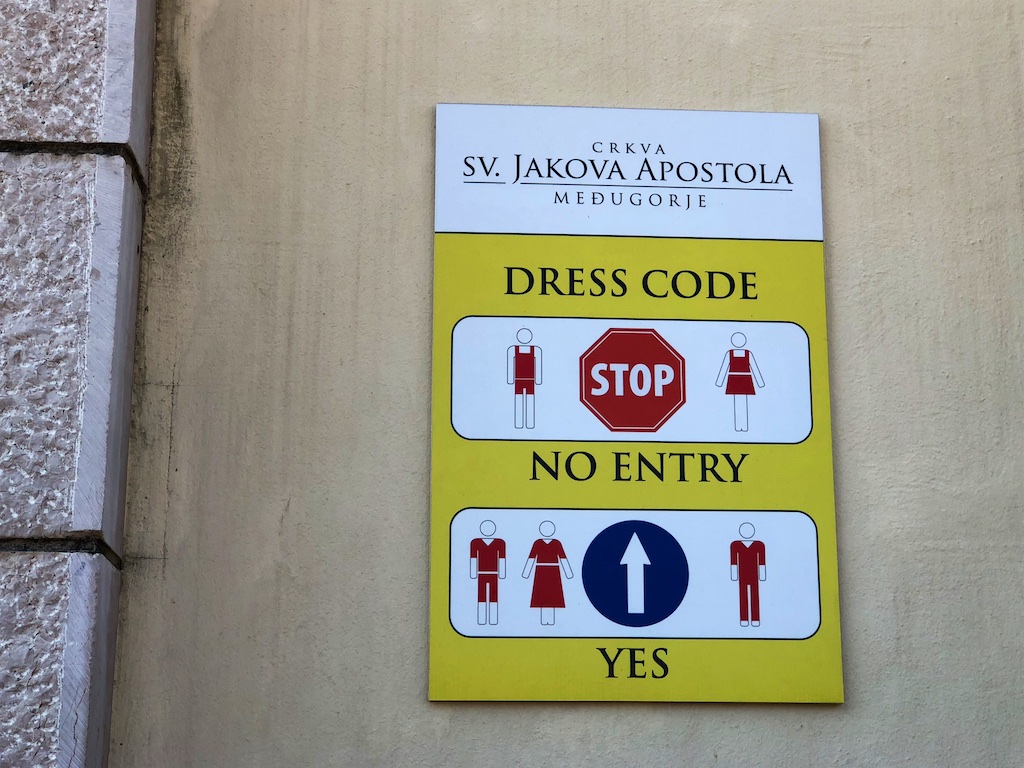 CRKVA
SV. JAKOVA APOSTOLA
MEĐUGORJE
DRESS CODE
STOP
NO ENTRY
YES